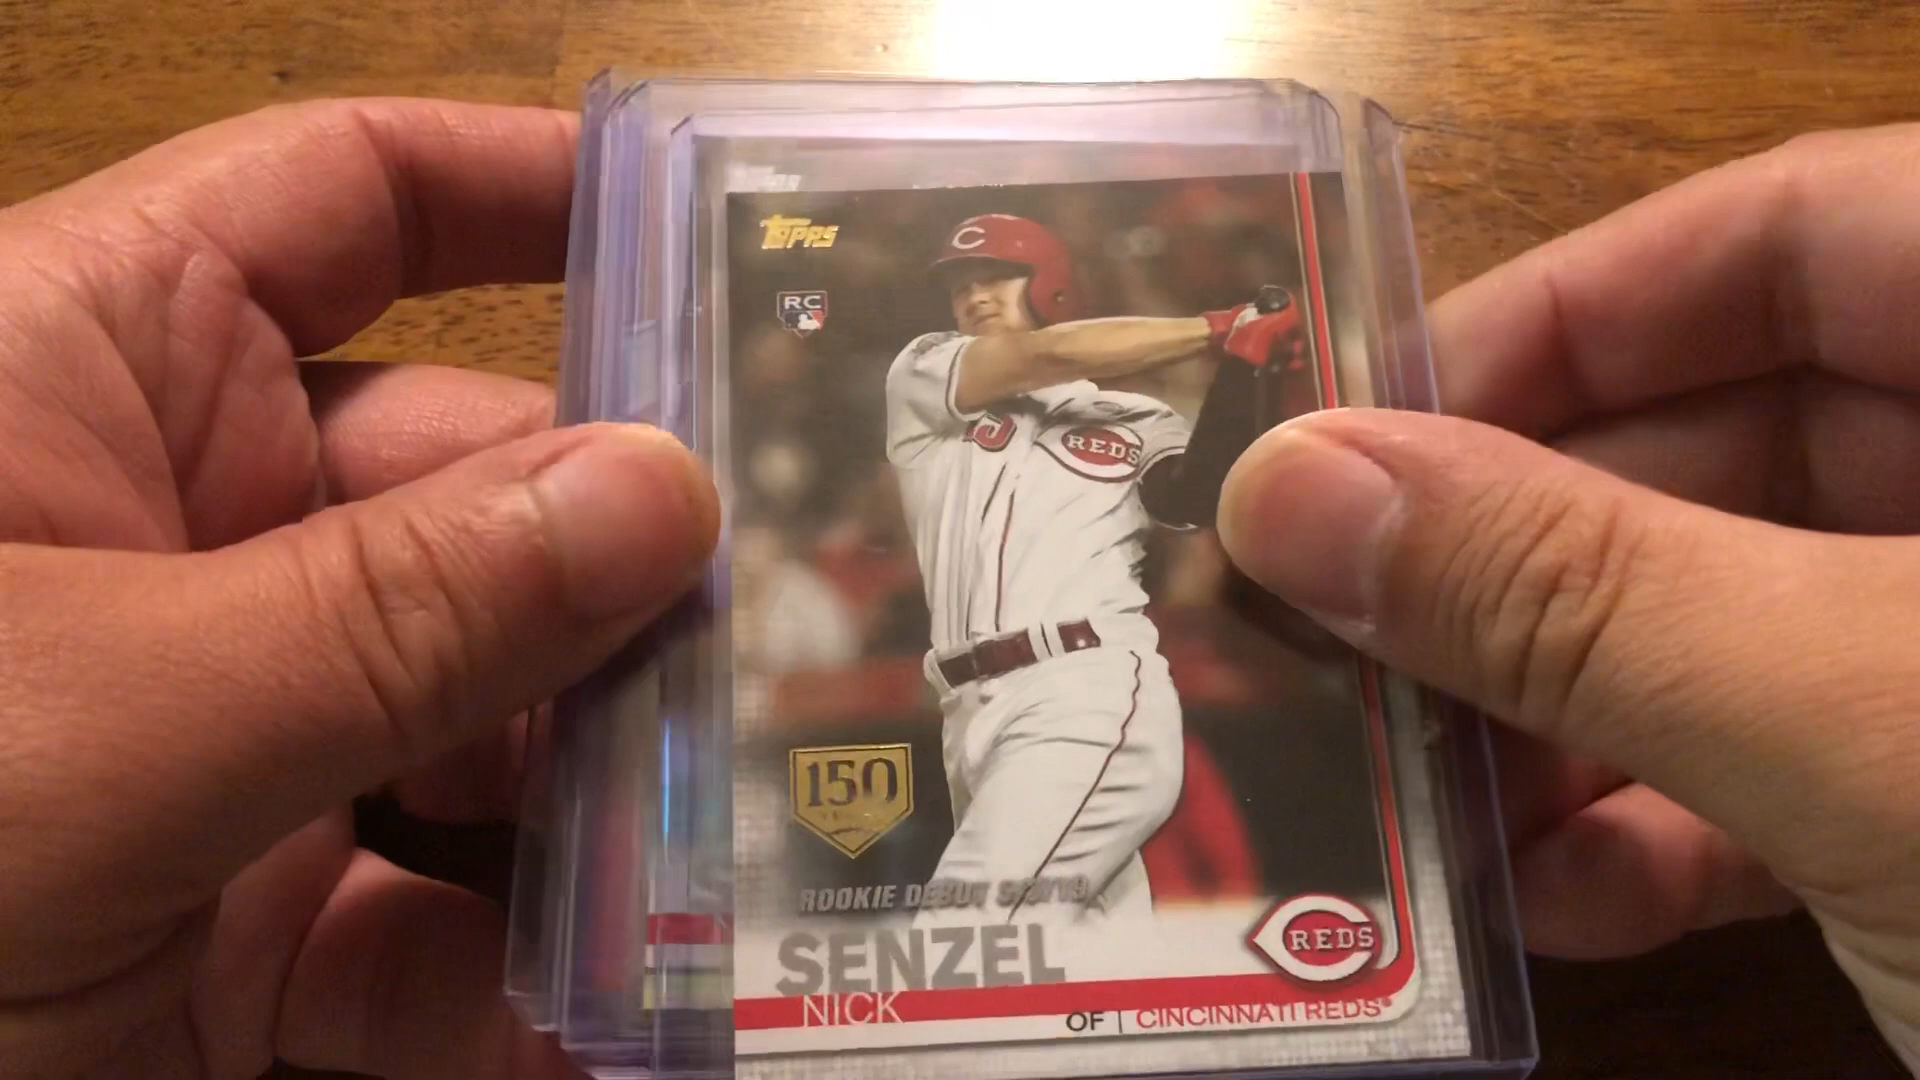 TOPPS
RC
C
REDS
150
ROOKIE DEBUT
SENZEL
REDS
NICK
OF | CINCINNATI REDS®